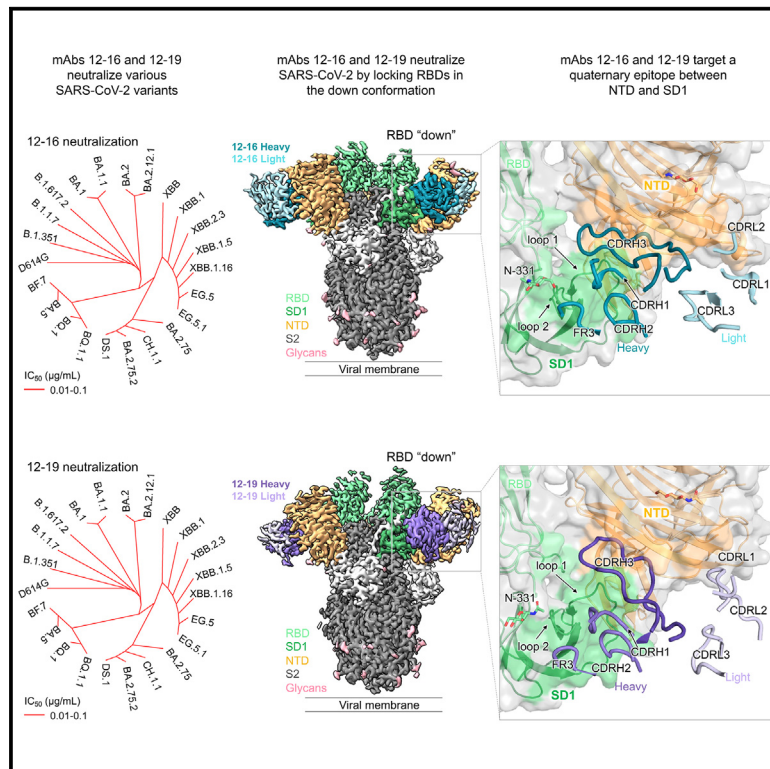 mAbs 12-16 and 12-19
neutralize various
SARS-CoV-2 variants
mAbs 12-16 and 12-19 neutralize
SARS-CoV-2 by locking RBDs in
the down conformation
mAbs 12-16 and 12-19 target a
quaternary epitope between
NTD and SD1
12-16 neutralization
B.1.617.2
BA.1
BA.1.1
BA.2
BA.2.12.1
XBB
XBB.1
XBB.2.3
XBB.1.5
XBB.1.16
EG.5
EG.5.1
BA.2.75
CH.1.1
BA.2.75.2
DS.1
BQ.1.1
BQ.1
BA.5
BF.7
D614G
B.1.351
B.1.1.7
IC50 (μg/mL)
0.01-0.1
RBD "down"
12-16 Heavy
12-16 Light
RBD
SD1
NTD
S2
Glycans
Viral membrane
RBD
NTD
loop 1
CDRH3
CDRL2
N-331
CDRL1
CDRH1
loop 2
CDRL3
FR3
CDRH2
Heavy
Light
SD1
12-19 neutralization
B.1.617.2
BA.1
BA.1.1
BA.2
BA.2.12.1
XBB
XBB.1
XBB.2.3
XBB.1.5
XBB.1.16
EG.5
EG.5.1
BA.2.75
CH.1.1
BA.2.75.2
DS.1
BQ.1.1
BQ.1
BA.5
BF.7
D614G
B.1.351
B.1.1.7
IC50 (μg/mL)
0.01-0.1
RBD "down"
12-19 Heavy
12-19 Light
RBD
SD1
NTD
S2
Glycans
Viral membrane
RBD
NTD
loop 1
CDRH3
CDRL1
N-331
CDRL2
loop 2
CDRH1
CDRL3
FR3
CDRH2
Heavy
Light
SD1